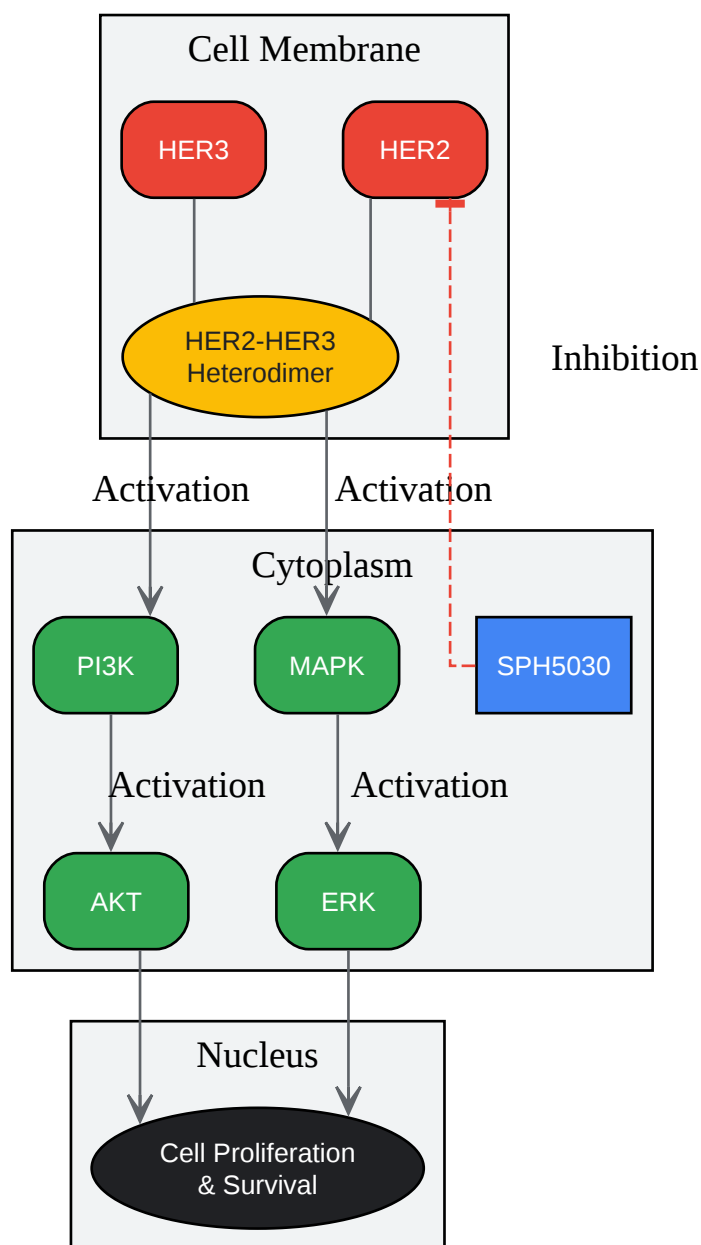 Cell Membrane
HER3
HER2
HER2-HER3
Heterodimer
Inhibition
Activation
Activation
Cytoplasm
PI3K
MAPK
SPH5030
Activation
Activation
AKT
ERK
Nucleus
Cell Proliferation
& Survival